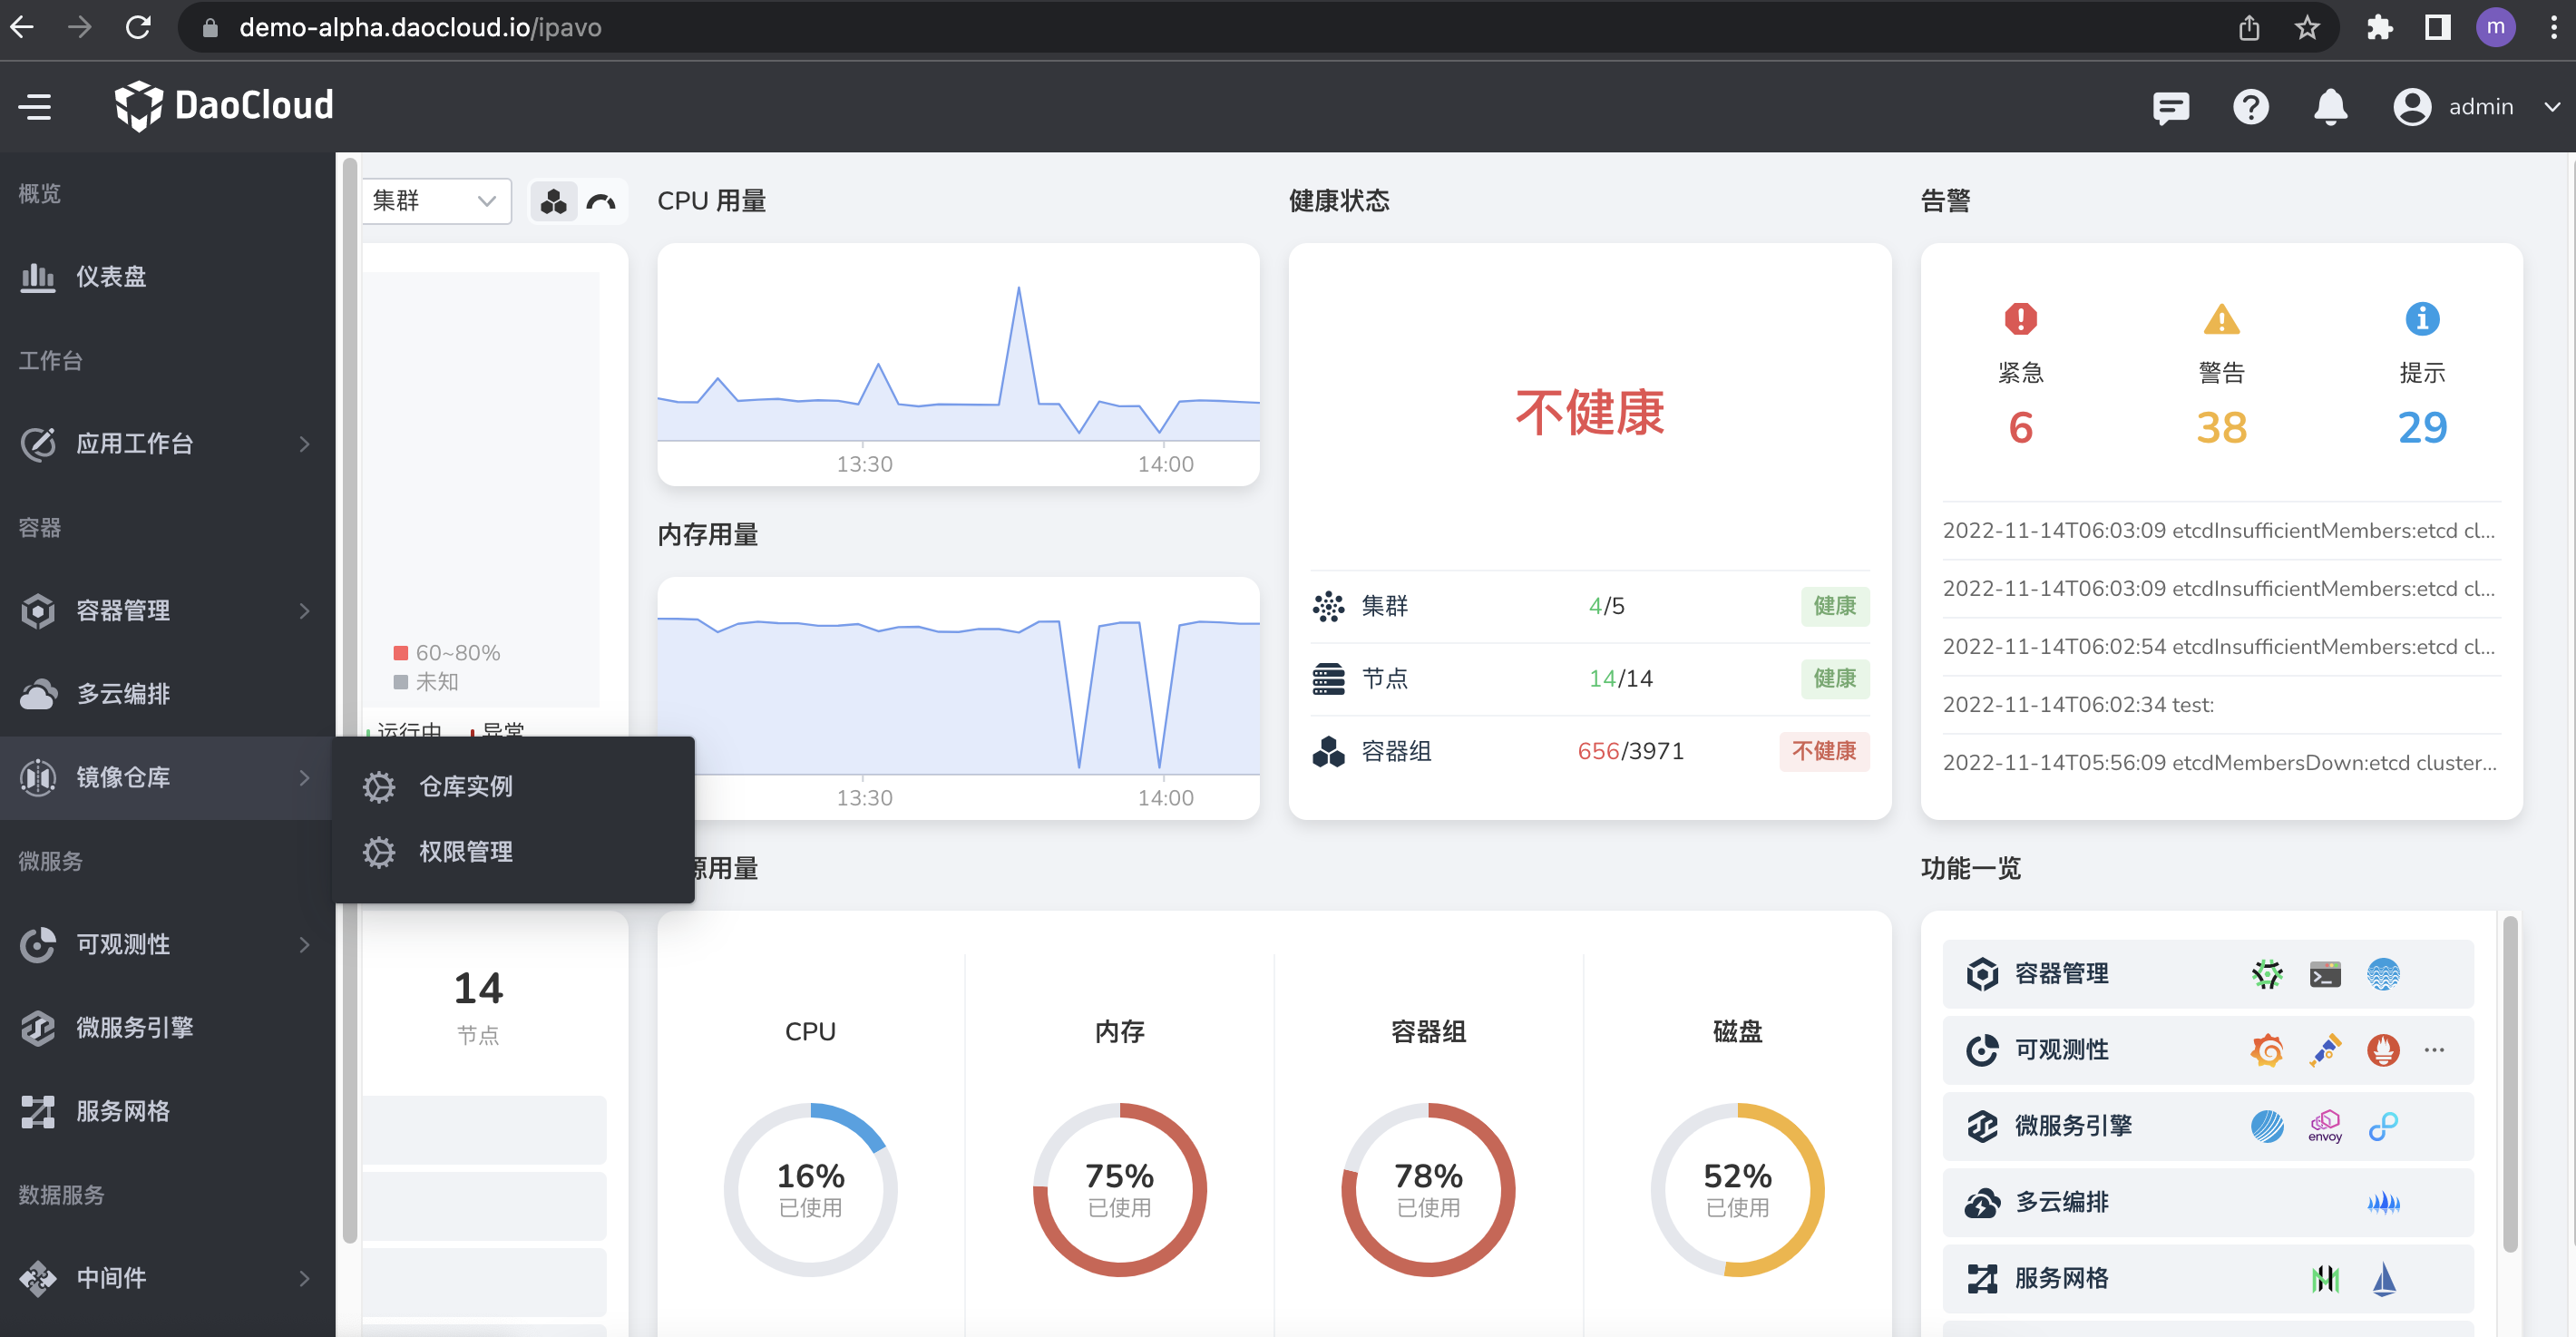 demo-alpha.daocloud.io/ipavo
m
DaoCloud
admin
概览
仪表盘
工作台
应用工作台
容器
容器管理
多云编排
镜像仓库
仓库实例
权限管理
微服务
可观测性
微服务引擎
服务网格
数据服务
中间件
集群
60~80%
未知
运行中
异常
14
节点
CPU 用量
13:30
14:00
内存用量
13:30
14:00
健康状态
不健康
集群 4/5 健康
节点 14/14 健康
容器组 656/3971 不健康
告警
紧急 警告 提示
6 38 29
2022-11-14T06:03:09 etcdInsufficientMembers:etcd cl...
2022-11-14T06:03:09 etcdInsufficientMembers:etcd cl...
2022-11-14T06:02:54 etcdInsufficientMembers:etcd cl...
2022-11-14T06:02:34 test:
2022-11-14T05:56:09 etcdMembersDown:etcd cluster...
源用量
CPU
16%
已使用
内存
75%
已使用
容器组
78%
已使用
磁盘
52%
已使用
功能一览
容器管理
可观测性
...
微服务引擎
envoy
多云编排
服务网格